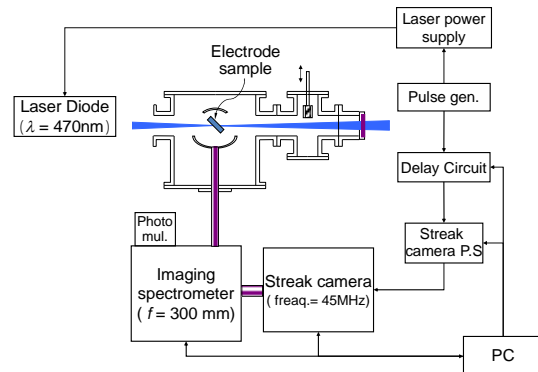 Laser power
supply
Electrode
sample
Laser Diode
(λ = 470nm)
Pulse gen.
Delay Circuit
Photo
mul.
Streak
camera P.S
Imaging
spectrometer
( f = 300 mm)
Streak camera
( freaq.= 45MHz)
PC